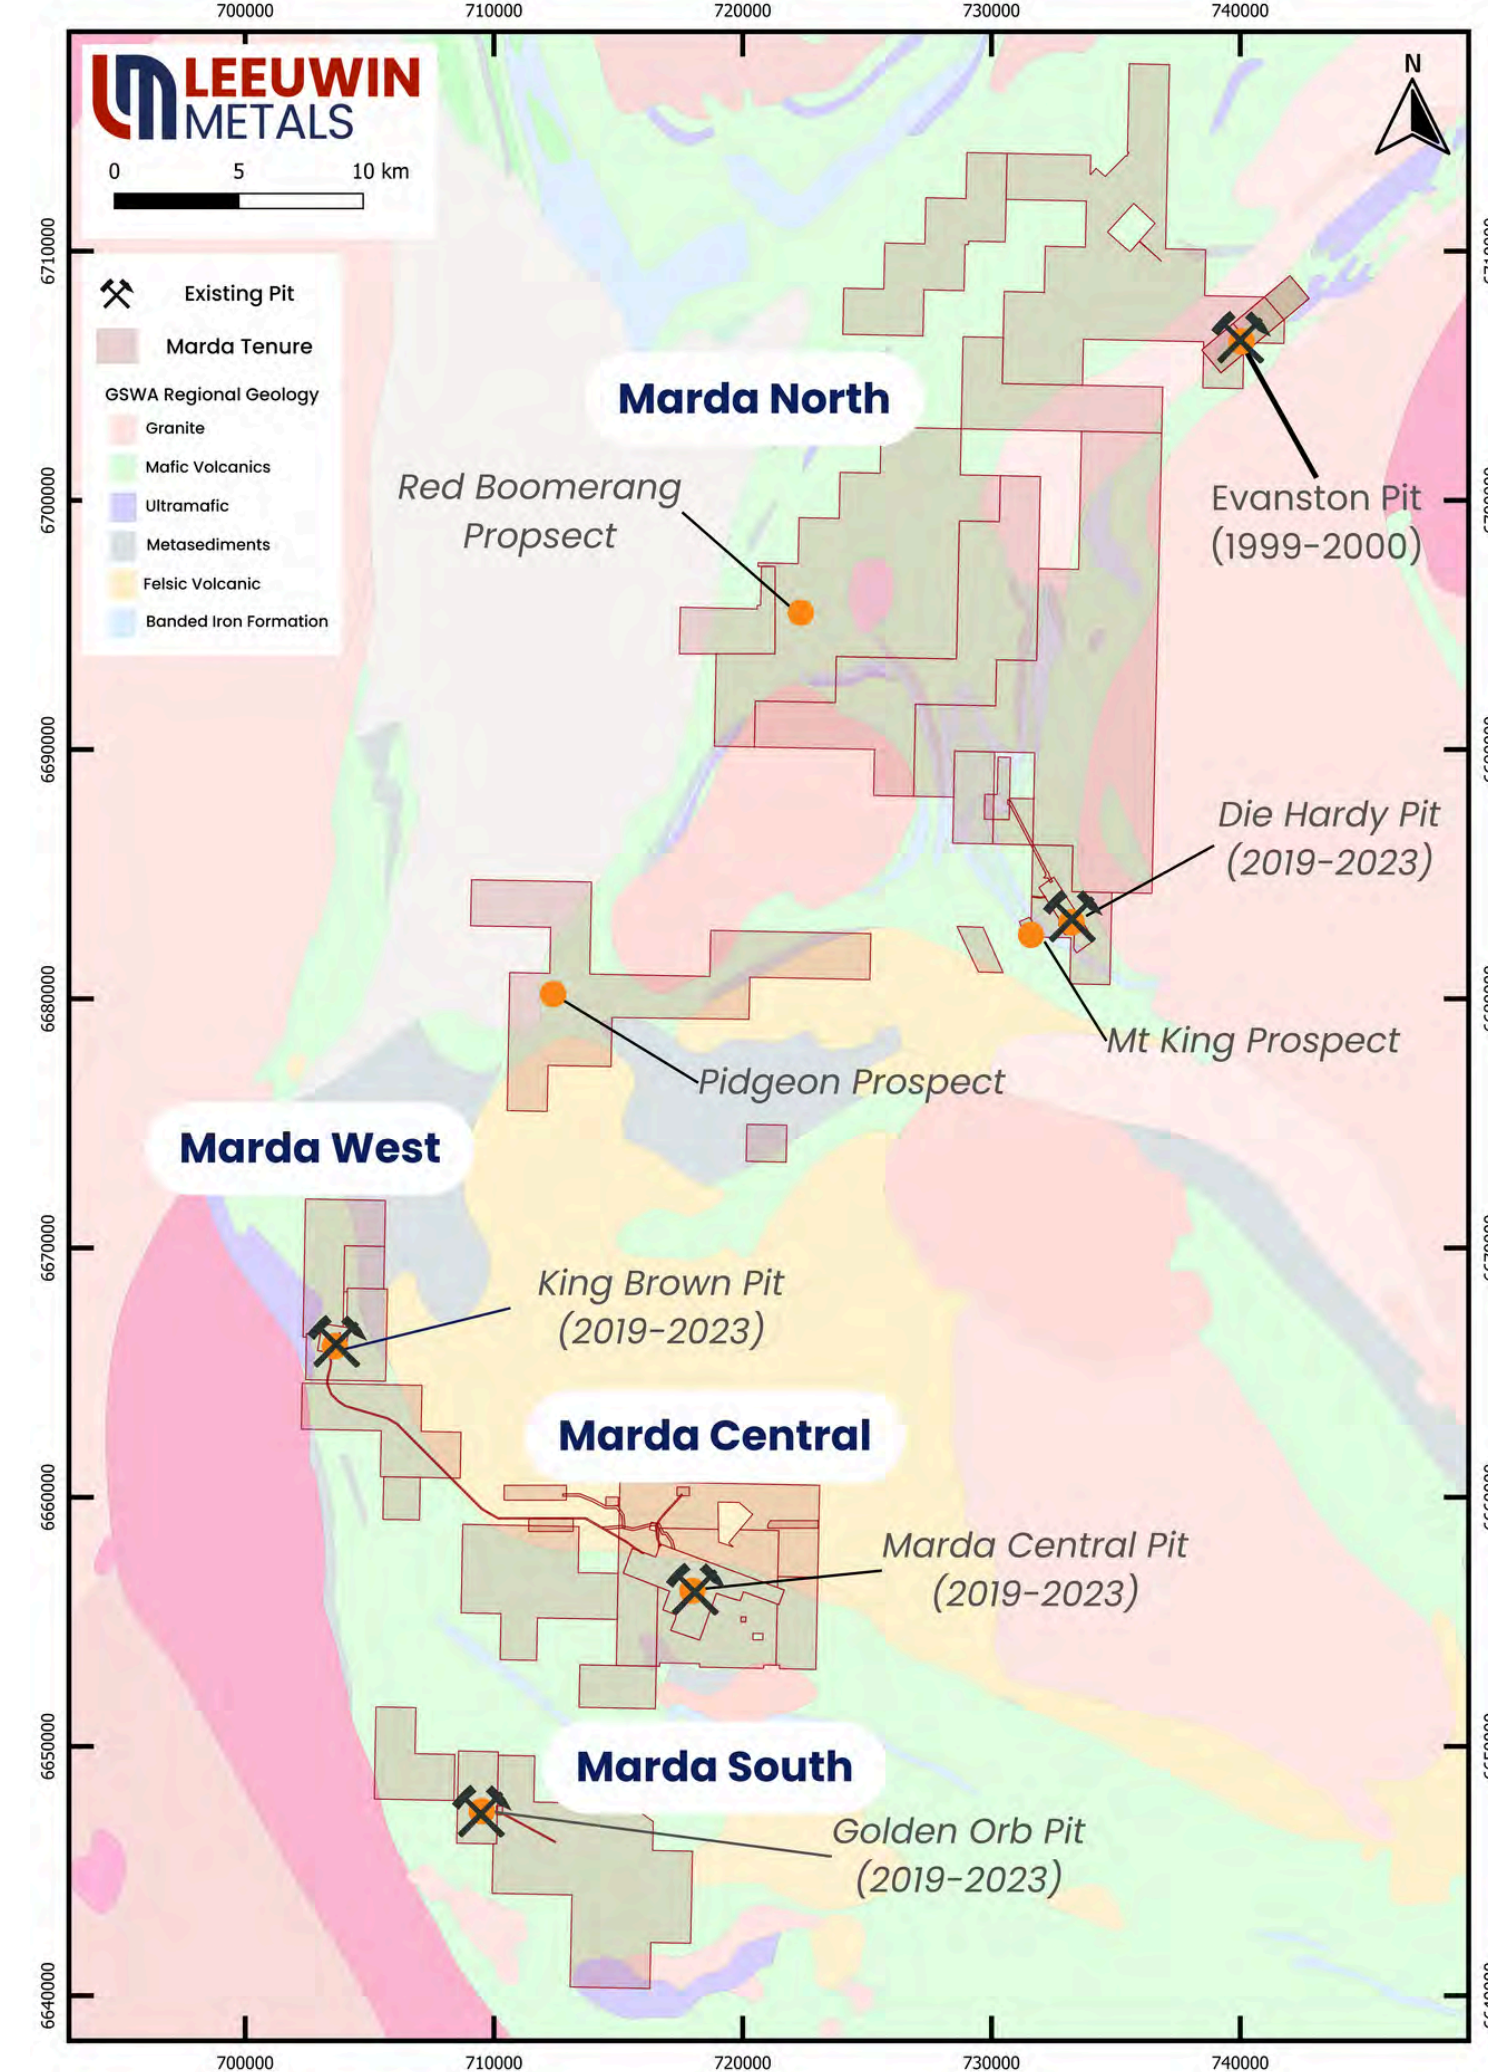 700000 710000 720000 730000 740000
LEEUWIN
METALS
0 5 10 km
N
Existing Pit
Marda Tenure
GSWA Regional Geology
Granite
Mafic Volcanics
Ultramafic
Metasediments
Felsic Volcanic
Banded Iron Formation
6710000
6700000
6690000
6680000
6670000
6660000
6650000
6640000
Marda North
Red Boomerang
Propsect
Evanston Pit
(1999-2000)
Die Hardy Pit
(2019-2023)
Mt King Prospect
Pidgeon Prospect
Marda West
King Brown Pit
(2019-2023)
Marda Central
Marda Central Pit
(2019-2023)
Marda South
Golden Orb Pit
(2019-2023)
700000 710000 720000 730000 740000